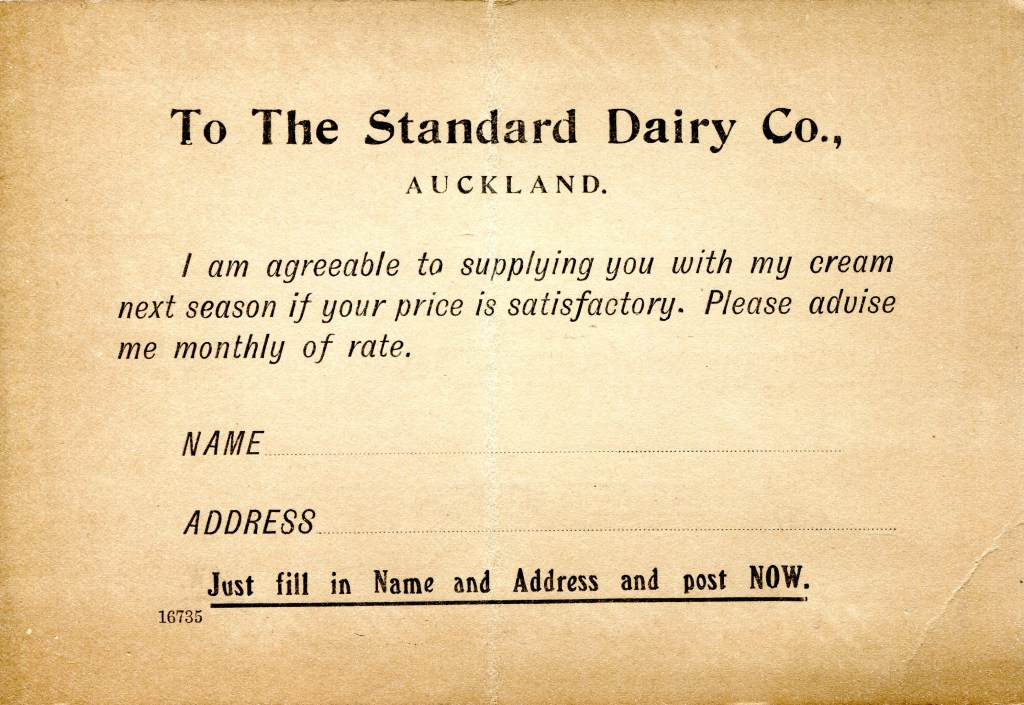 To The Standard Dairy Co.,
AUCKLAND.
I am agreeable to supplying you with my cream
next season if your price is satisfactory. Please advise
me monthly of rate.
NAME
ADDRESS
Just fill in Name and Address and post NOW.
16735